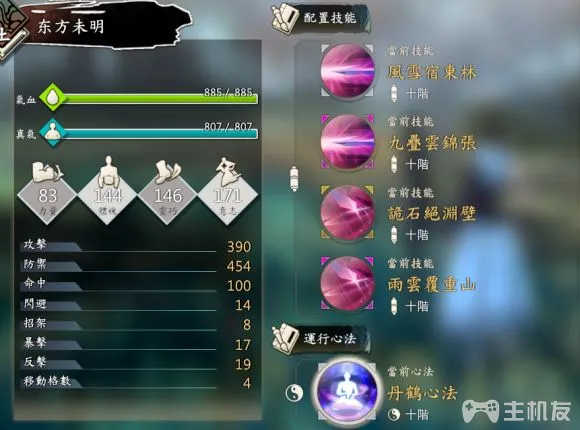 东方未明
氣血 885/885
真氣 807/807
83 144 146 171
力量 體魄 靈巧 意志
攻擊 390
防禦 454
命中 100
閃避 14
招架 8
暴擊 17
反擊 19
移動格數 4
配置技能
當前技能
風雪宿東林
十階
當前技能
九疊雲錦張
十階
當前技能
詭石絕淵壁
十階
當前技能
雨雲覆重山
十階
運行心法
當前心法
丹鶴心法
十階
主机友